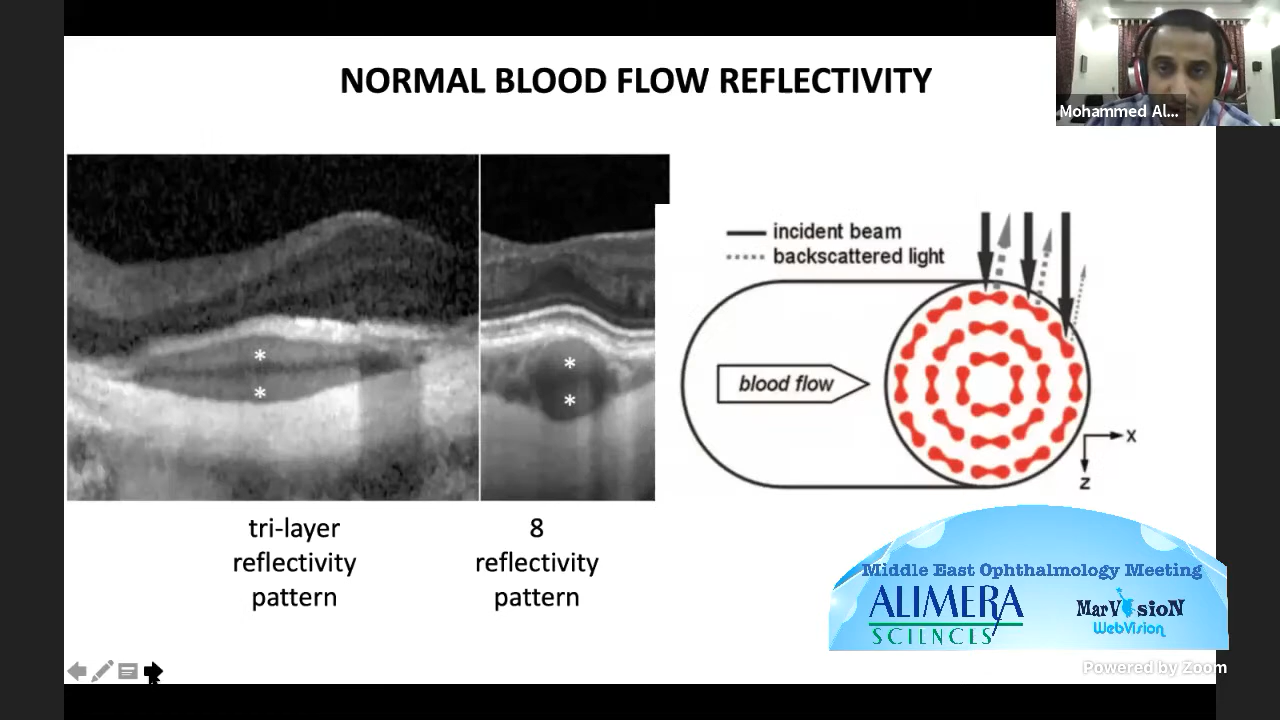 NORMAL BLOOD FLOW REFLECTIVITY
Mohammed Al...
incident beam
backscattered light
blood flow
X
Z
* *
* *
tri-layer
reflectivity
pattern
8
reflectivity
pattern
Middle East Ophthalmology Meeting
ALIMERA
SCIENCES
MarVisioN
WebVision
Powered by Zoom